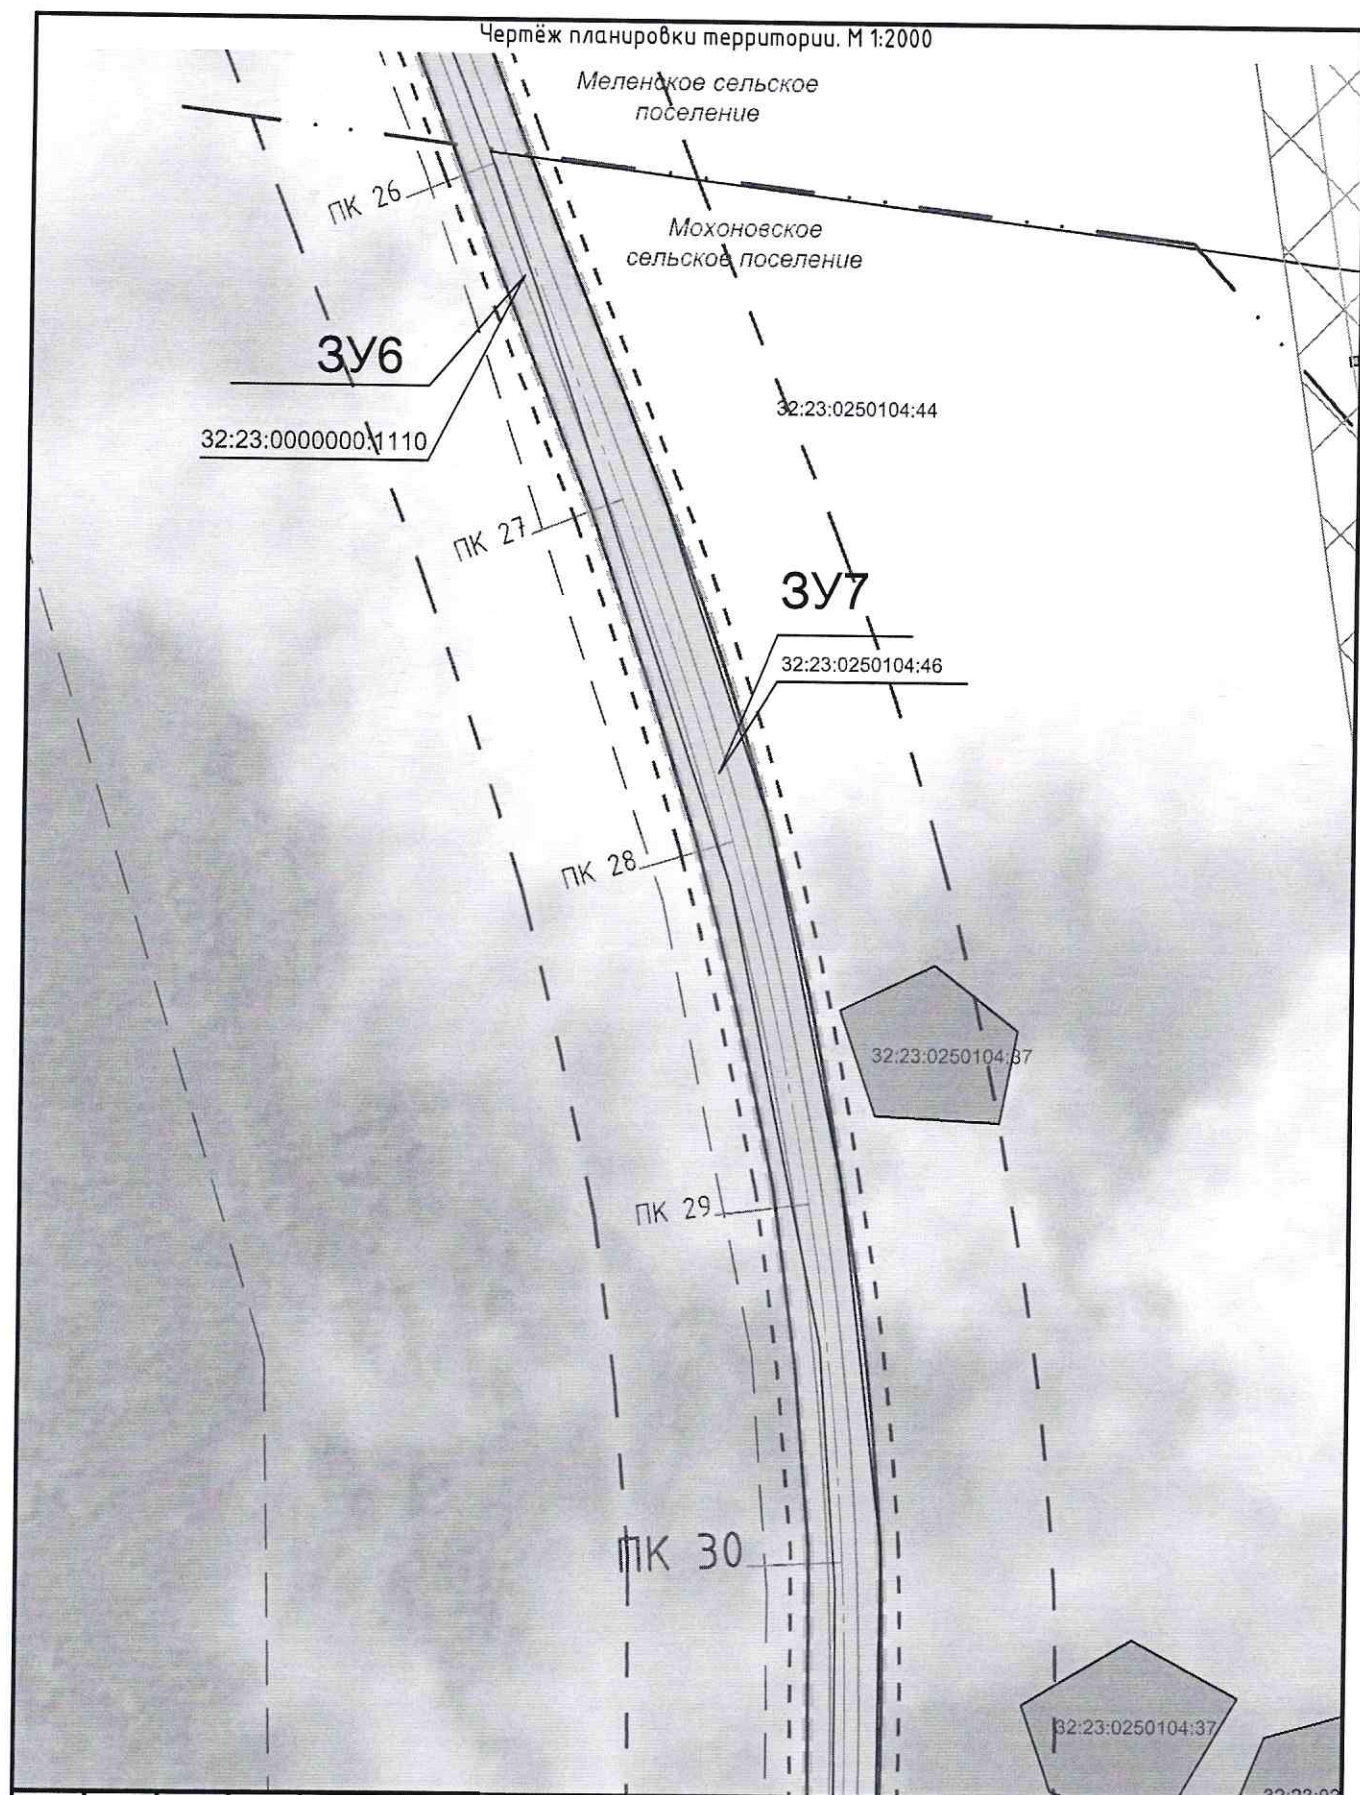 Чертёж планировки территории. М 1:2000
Меленское сельское
поселение
ПК 26
Мохоновское
сельское поселение
ЗУ6
32:23:0250104:44
32:23:0000000:1110
ПК 27
ЗУ7
32:23:0250104:46
ПК 28
32:23:0250104:37
ПК 29
ПК 30
32:23:0250104:37